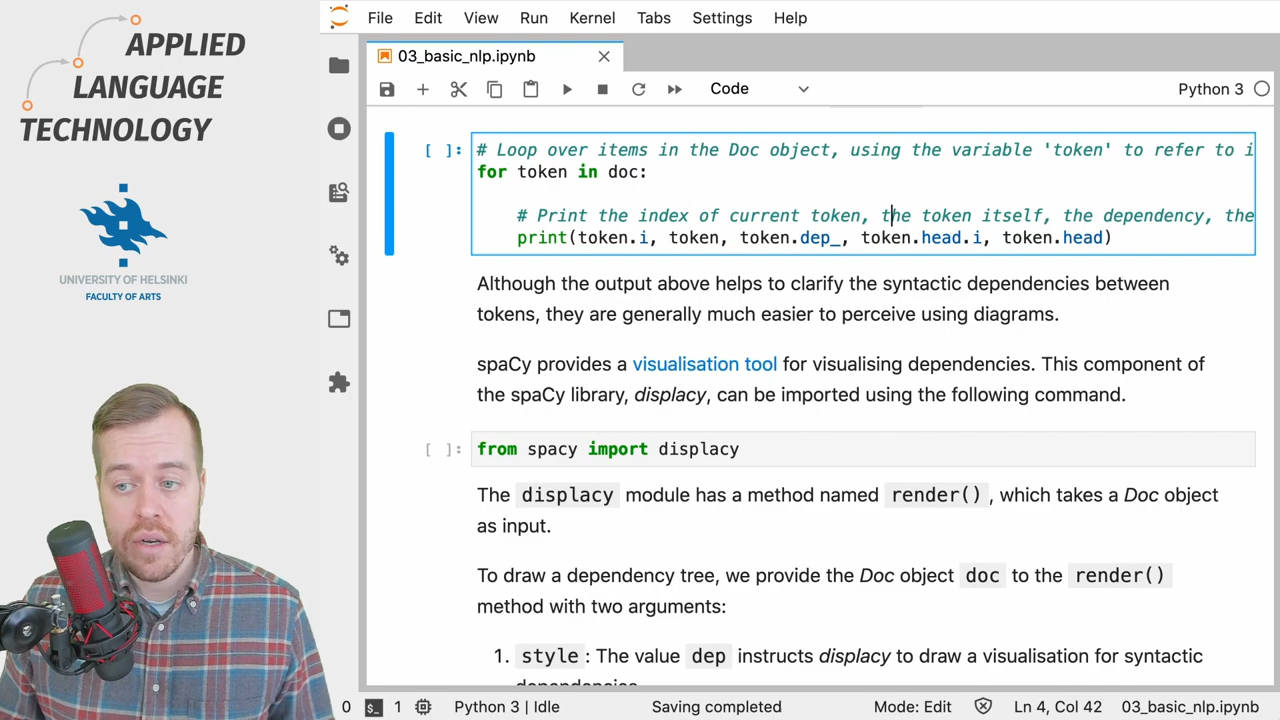 APPLIED
LANGUAGE
TECHNOLOGY
UNIVERSITY OF HELSINKI
FACULTY OF ARTS
File Edit View Run Kernel Tabs Settings Help
03_basic_nlp.ipynb
Code
Python 3
[ ]:
# Loop over items in the Doc object, using the variable 'token' to refer to i
for token in doc:
# Print the index of current token, the token itself, the dependency, the
print(token.i, token, token.dep_, token.head.i, token.head)
Although the output above helps to clarify the syntactic dependencies between
tokens, they are generally much easier to perceive using diagrams.
spaCy provides a visualisation tool for visualising dependencies. This component of
the spaCy library, displacy, can be imported using the following command.
[ ]:
from spacy import displacy
The displacy module has a method named render(), which takes a Doc object
as input.
To draw a dependency tree, we provide the Doc object doc to the render()
method with two arguments:
1. style: The value dep instructs displacy to draw a visualisation for syntactic
dependencies.
0 1 Python 3 | Idle Saving completed Mode: Edit Ln 4, Col 42 03_basic_nlp.ipynb